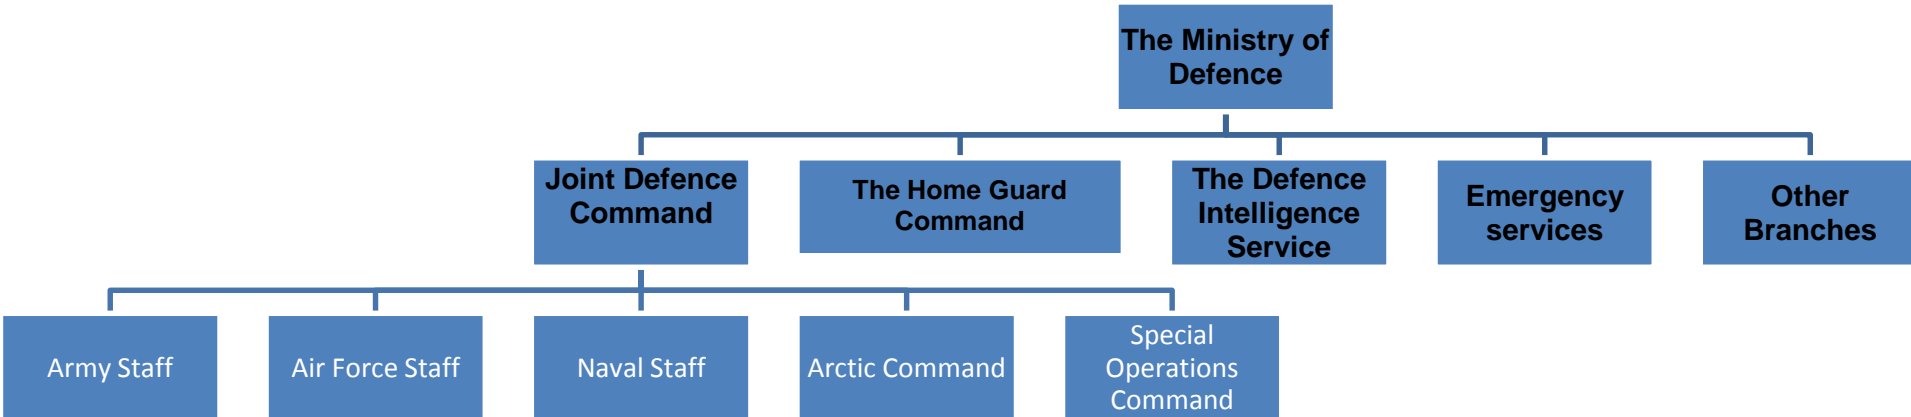 The Ministry of
Defence
Joint Defence
Command
The Home Guard
Command
The Defence
Intelligence
Service
Emergency
services
Other
Branches
Army Staff
Air Force Staff
Naval Staff
Arctic Command
Special
Operations
Command